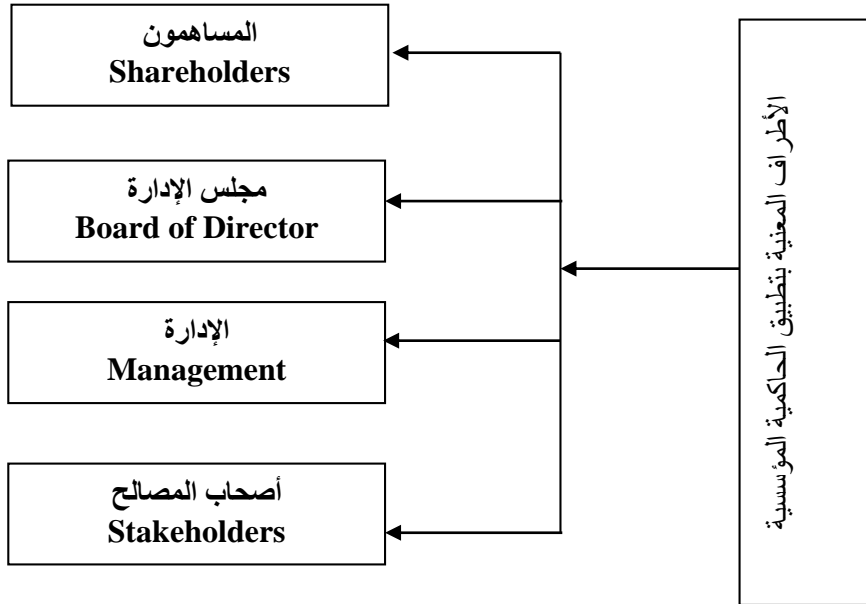 الأطراف المعنية بتطبيق الحاكمية المؤسسية
المساهمون
Shareholders
مجلس الإدارة
Board of Director
الإدارة
Management
أصحاب المصالح
Stakeholders